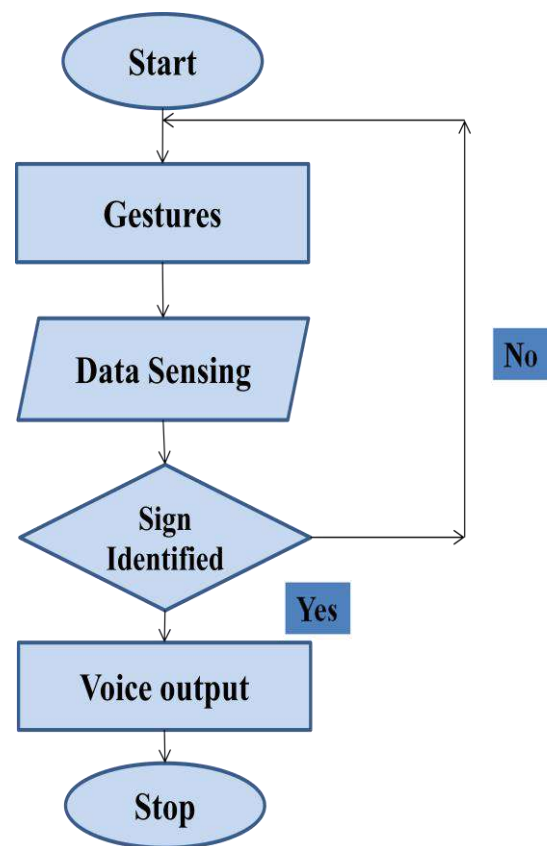 Start
Gestures
Data Sensing
No
Sign
Identified
Yes
Voice output
Stop